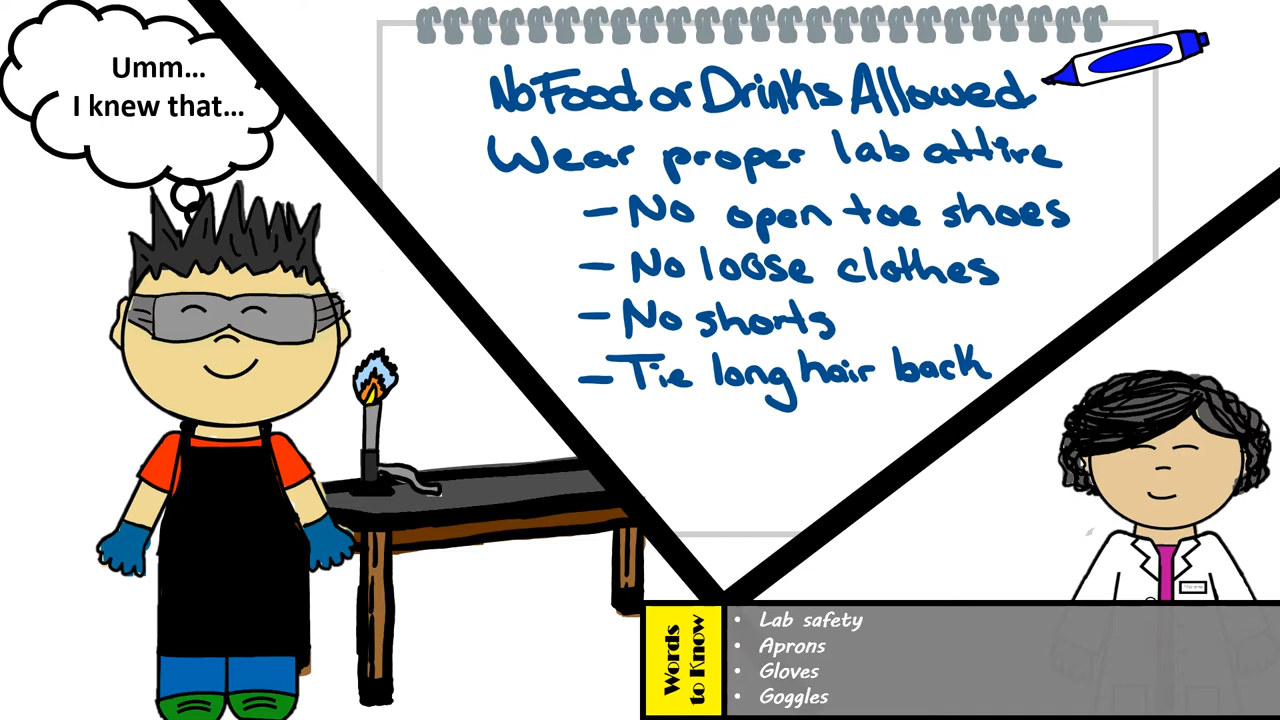 Umm...
I knew that...
No Food or Drinks Allowed
Wear proper lab attire
- No open toe shoes
- No loose clothes
- No shorts
- Tie long hair back
Words
to Know
• Lab safety
• Aprons
• Gloves
• Goggles